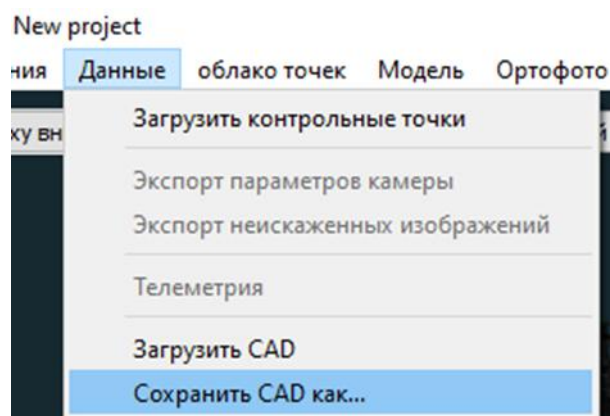 New project
ния Данные облако точек Модель Ортофото
ху вн Загрузить контрольные точки
Экспорт параметров камеры
Экспорт неискаженных изображений
Телеметрия
Загрузить CAD
Сохранить CAD как...